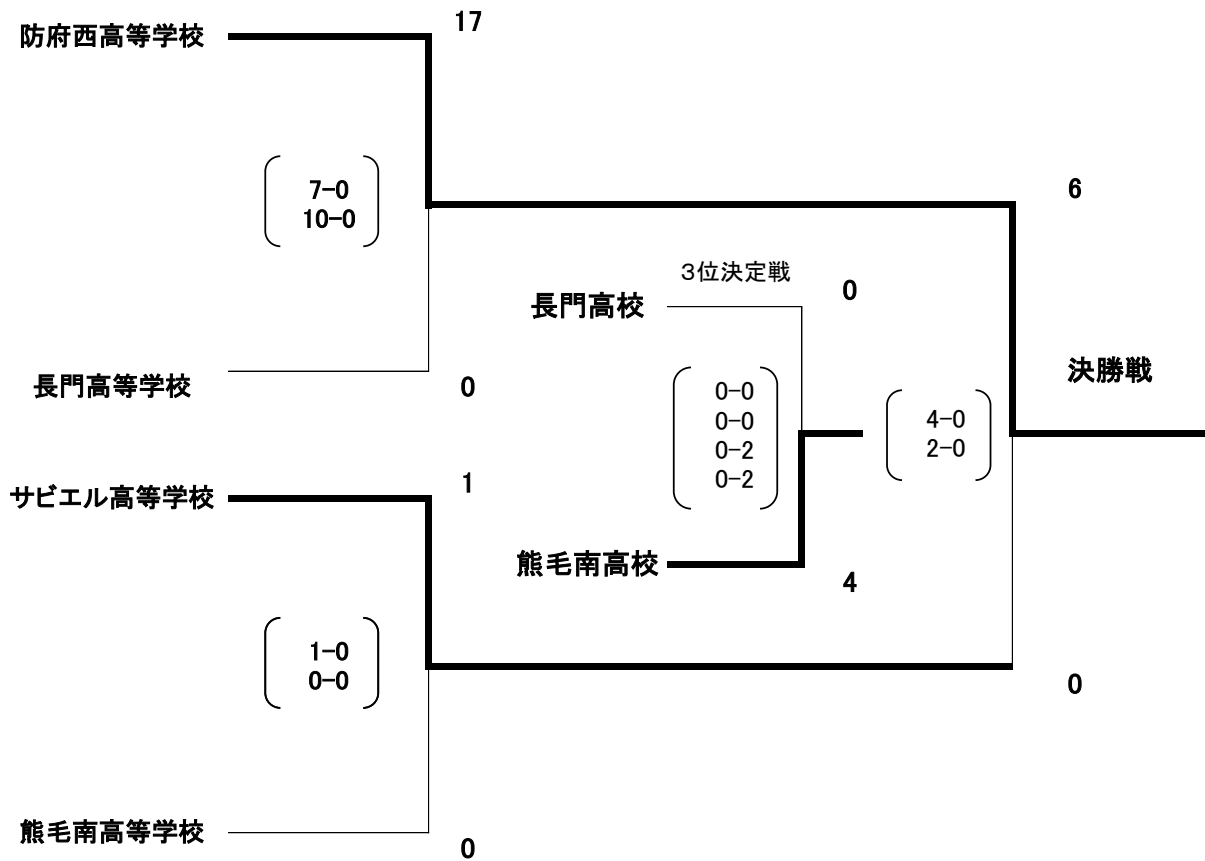 防府西高等学校
17
7-0
10-0
長門高等学校
0
サビエル高等学校
1
1-0
0-0
熊毛南高等学校
0
3位決定戦
長門高校
0
0-0
0-0
0-2
0-2
熊毛南高校
4
6
決勝戦
4-0
2-0
0